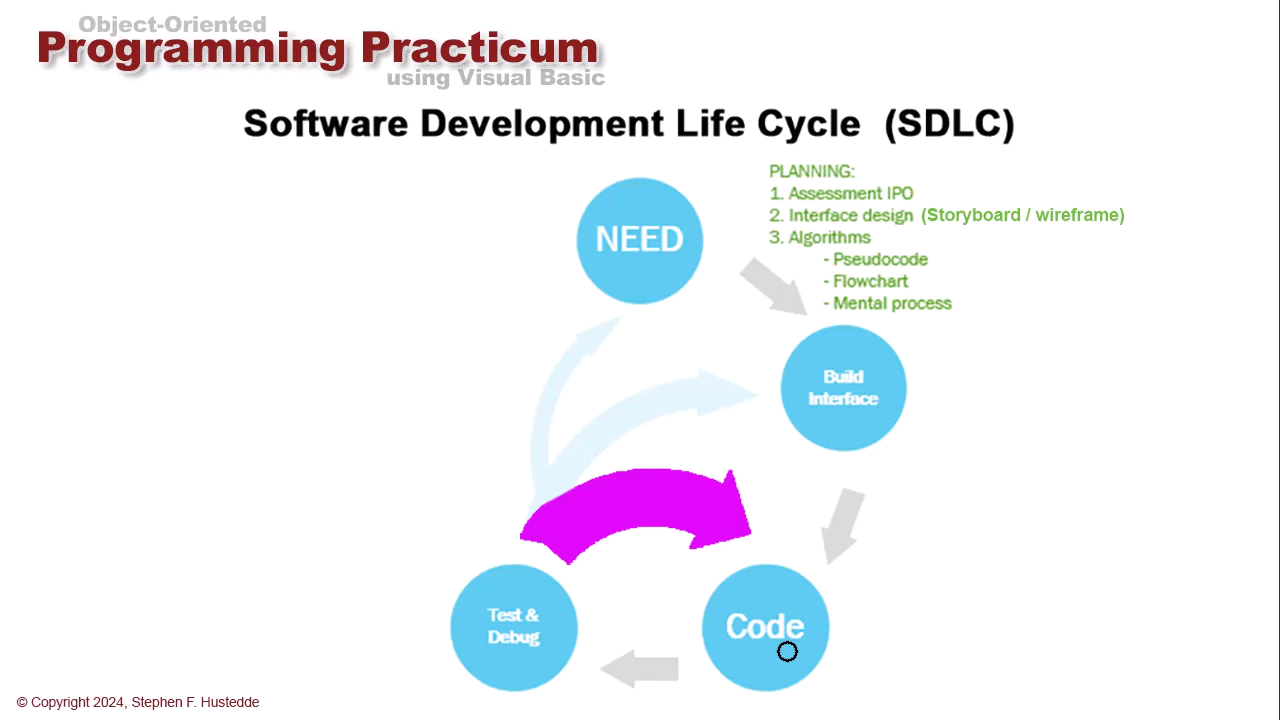 Object-Oriented
Programming Practicum
using Visual Basic
Software Development Life Cycle (SDLC)
NEED
PLANNING:
1. Assessment IPO
2. Interface design (Storyboard / wireframe)
3. Algorithms
- Pseudocode
- Flowchart
- Mental process
Build
Interface
Test &
Debug
Code
© Copyright 2024, Stephen F. Hustedde